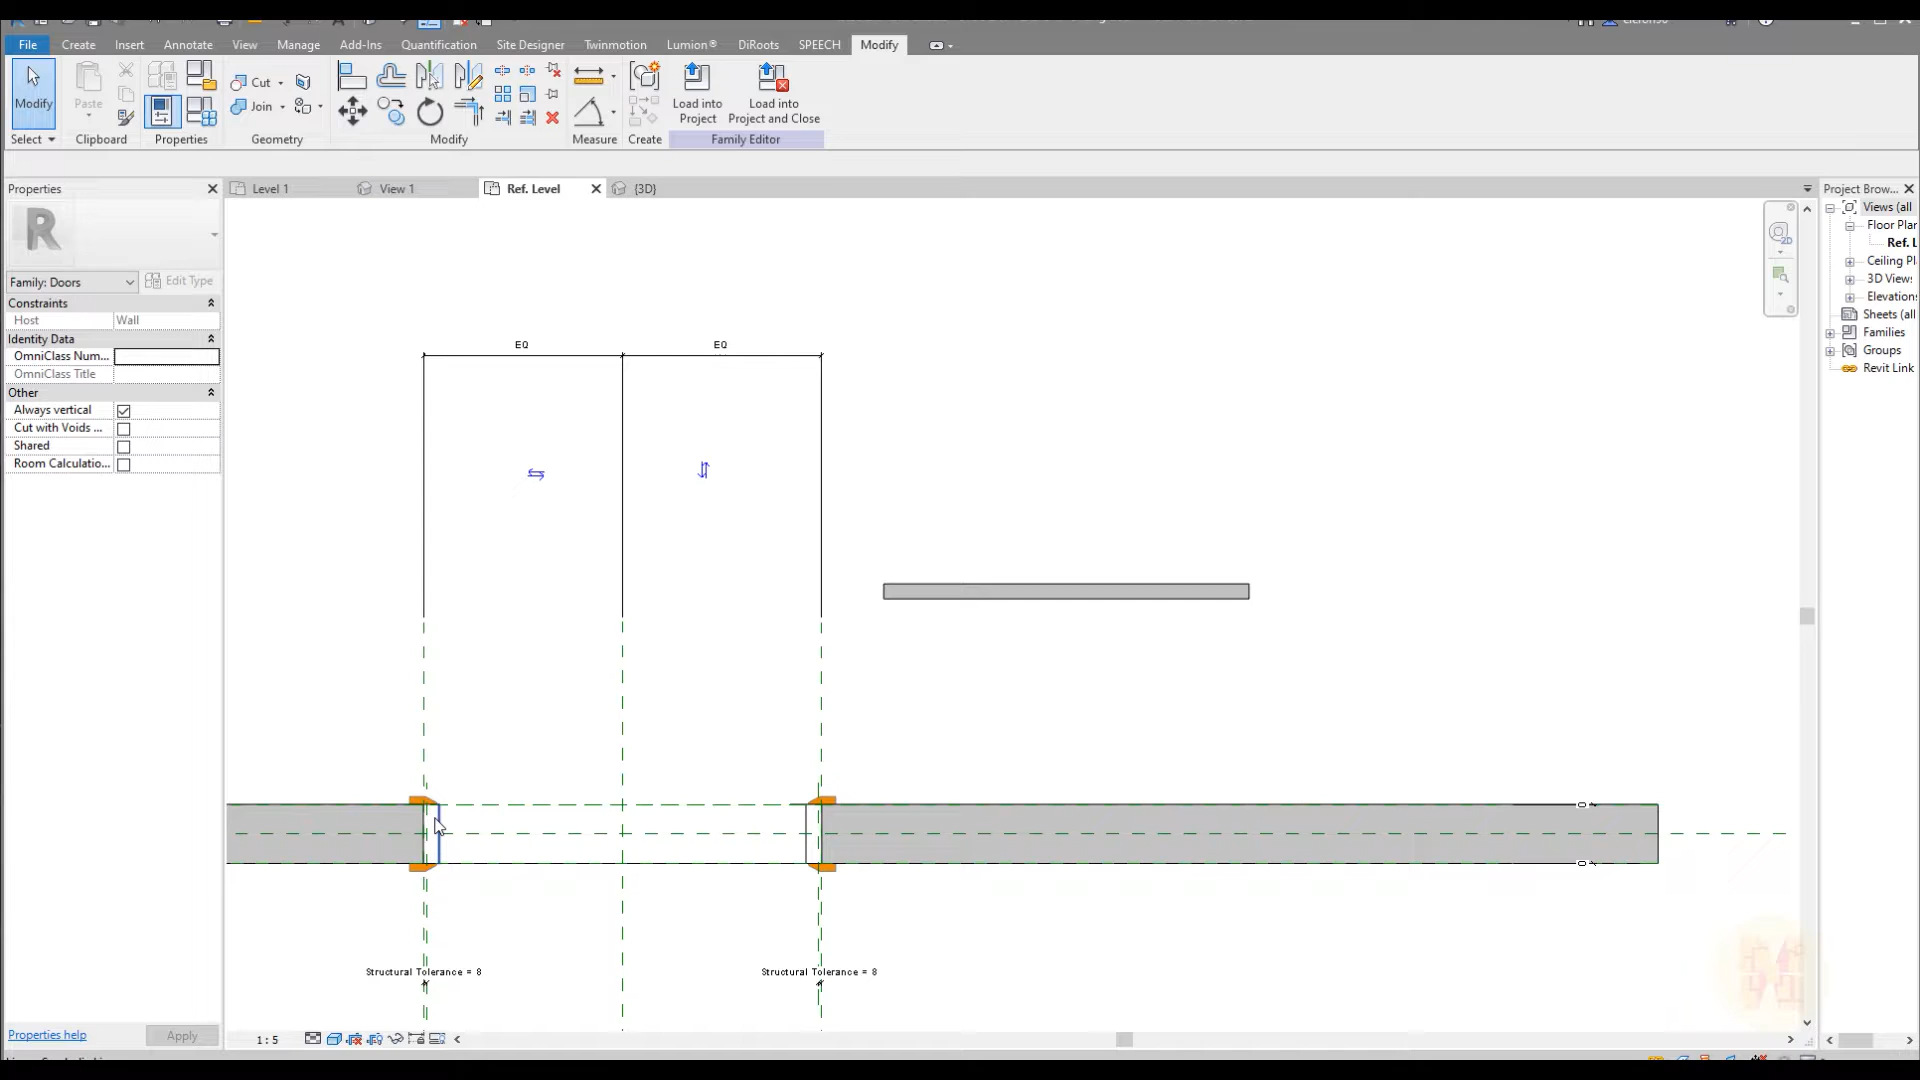 File Create Insert Annotate View Manage Add-Ins Quantification Site Designer Twinmotion Lumion® DiRoots SPEECH Modify
Modify
Paste
Cut
Join
Load into
Project
Load into
Project and Close
Select Clipboard Properties Geometry Modify Measure Create Family Editor
Properties
Level 1
View 1
Ref. Level
{3D}
Project Brow...
R
Family: Doors
Edit Type
Constraints
Host Wall
Identity Data
OmniClass Num...
OmniClass Title
Other
Always vertical
Cut with Voids ...
Shared
Room Calculatio...
Views (all
Floor Plan
Ref. L
Ceiling Pl
3D Views
Elevations
Sheets (all
Families
Groups
Revit Link
EQ EQ
0
0
Structural Tolerance = 8 Structural Tolerance = 8
Properties help
Apply
1:5
2D